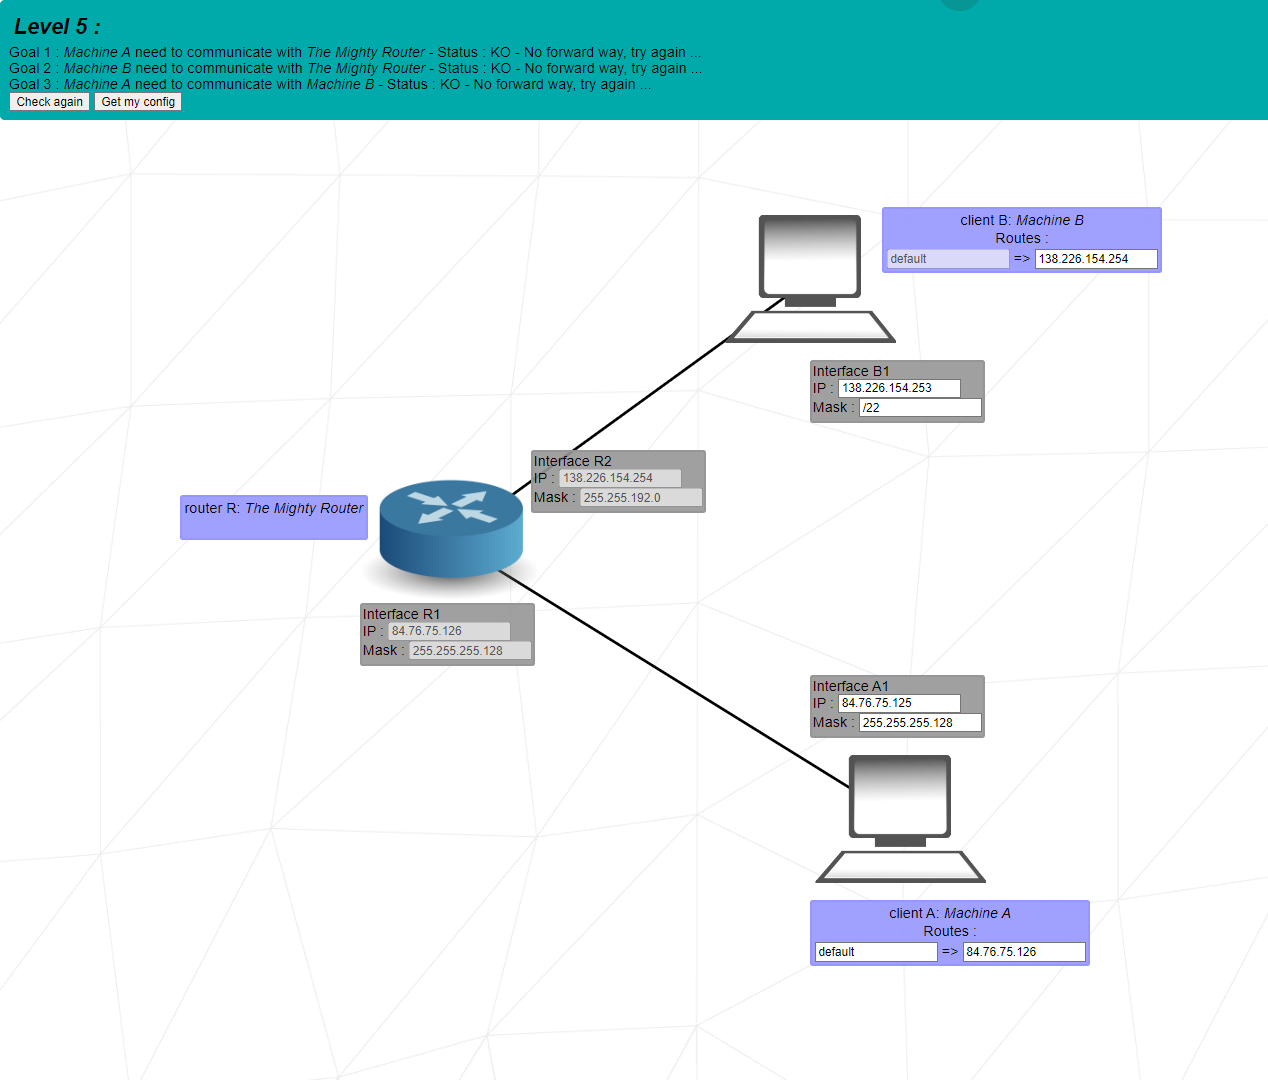 Level 5 :
Goal 1 : Machine A need to communicate with The Mighty Router - Status : KO - No forward way, try again ...
Goal 2 : Machine B need to communicate with The Mighty Router - Status : KO - No forward way, try again ...
Goal 3 : Machine A need to communicate with Machine B - Status : KO - No forward way, try again ...
Check again Get my config
client B: Machine B
Routes :
default => 138.226.154.254
Interface B1
IP : 138.226.154.253
Mask : /22
Interface R2
IP : 138.226.154.254
Mask : 255.255.192.0
router R: The Mighty Router
Interface R1
IP : 84.76.75.126
Mask : 255.255.255.128
Interface A1
IP : 84.76.75.125
Mask : 255.255.255.128
client A: Machine A
Routes :
default => 84.76.75.126